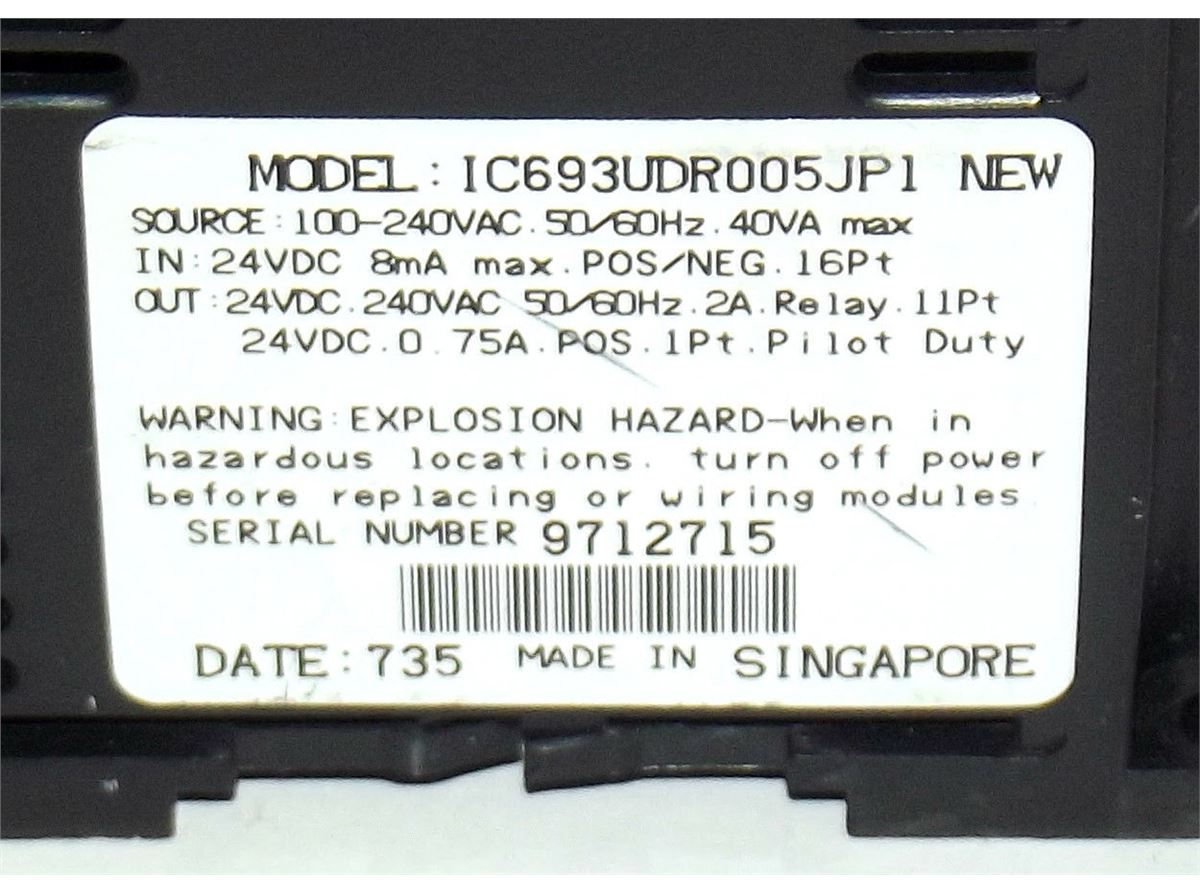 MODEL: IC693UDR005JP1 NEW
SOURCE: 100-240VAC. 50/60Hz. 40VA max
IN: 24VDC 8mA max. POS/NEG. 16Pt
OUT: 24VDC. 240VAC 50/60Hz. 2A. Relay. 11Pt
24VDC. 0.75A. POS. 1Pt. Pilot Duty
WARNING: EXPLOSION HAZARD-When in
hazardous locations. turn off power
before replacing or wiring modules.
SERIAL NUMBER 9712715
DATE: 735 MADE IN SINGAPORE